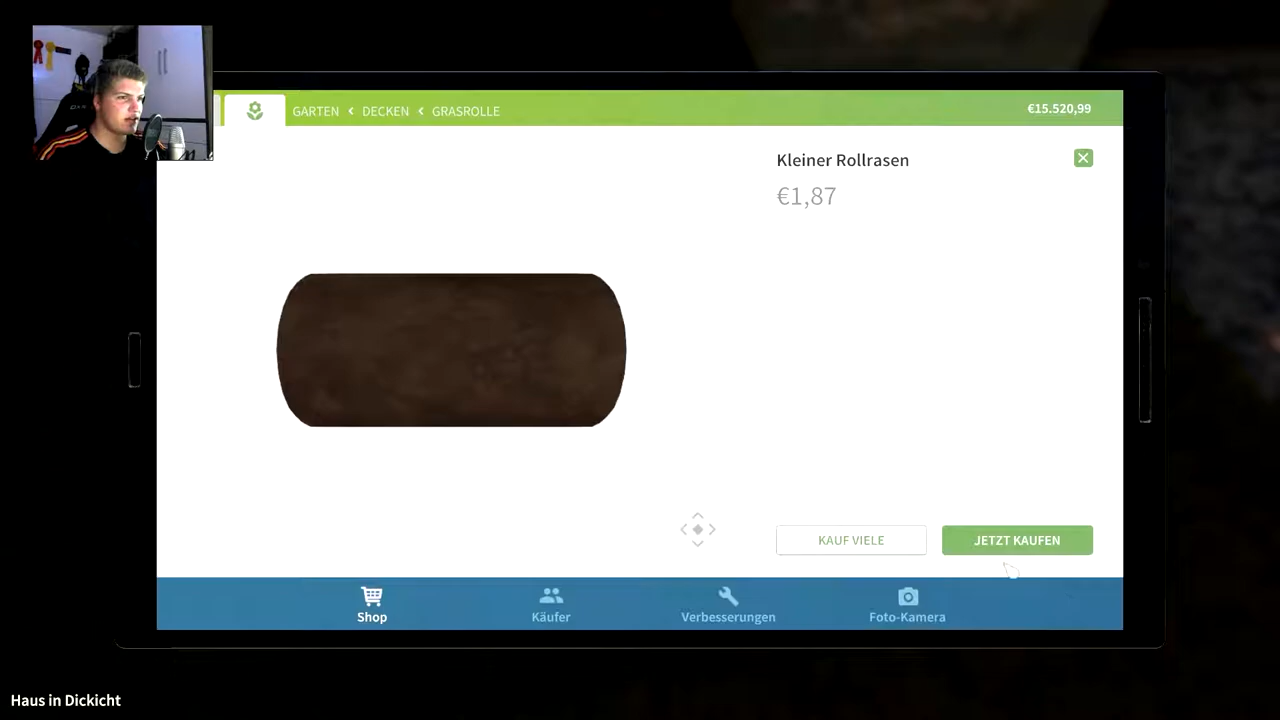 GARTEN < DECKEN < GRASROLLE
€15.520,99
Kleiner Rollrasen
€1,87
KAUF VIELE
JETZT KAUFEN
Shop
Käufer
Verbesserungen
Foto-Kamera
Haus in Dickicht